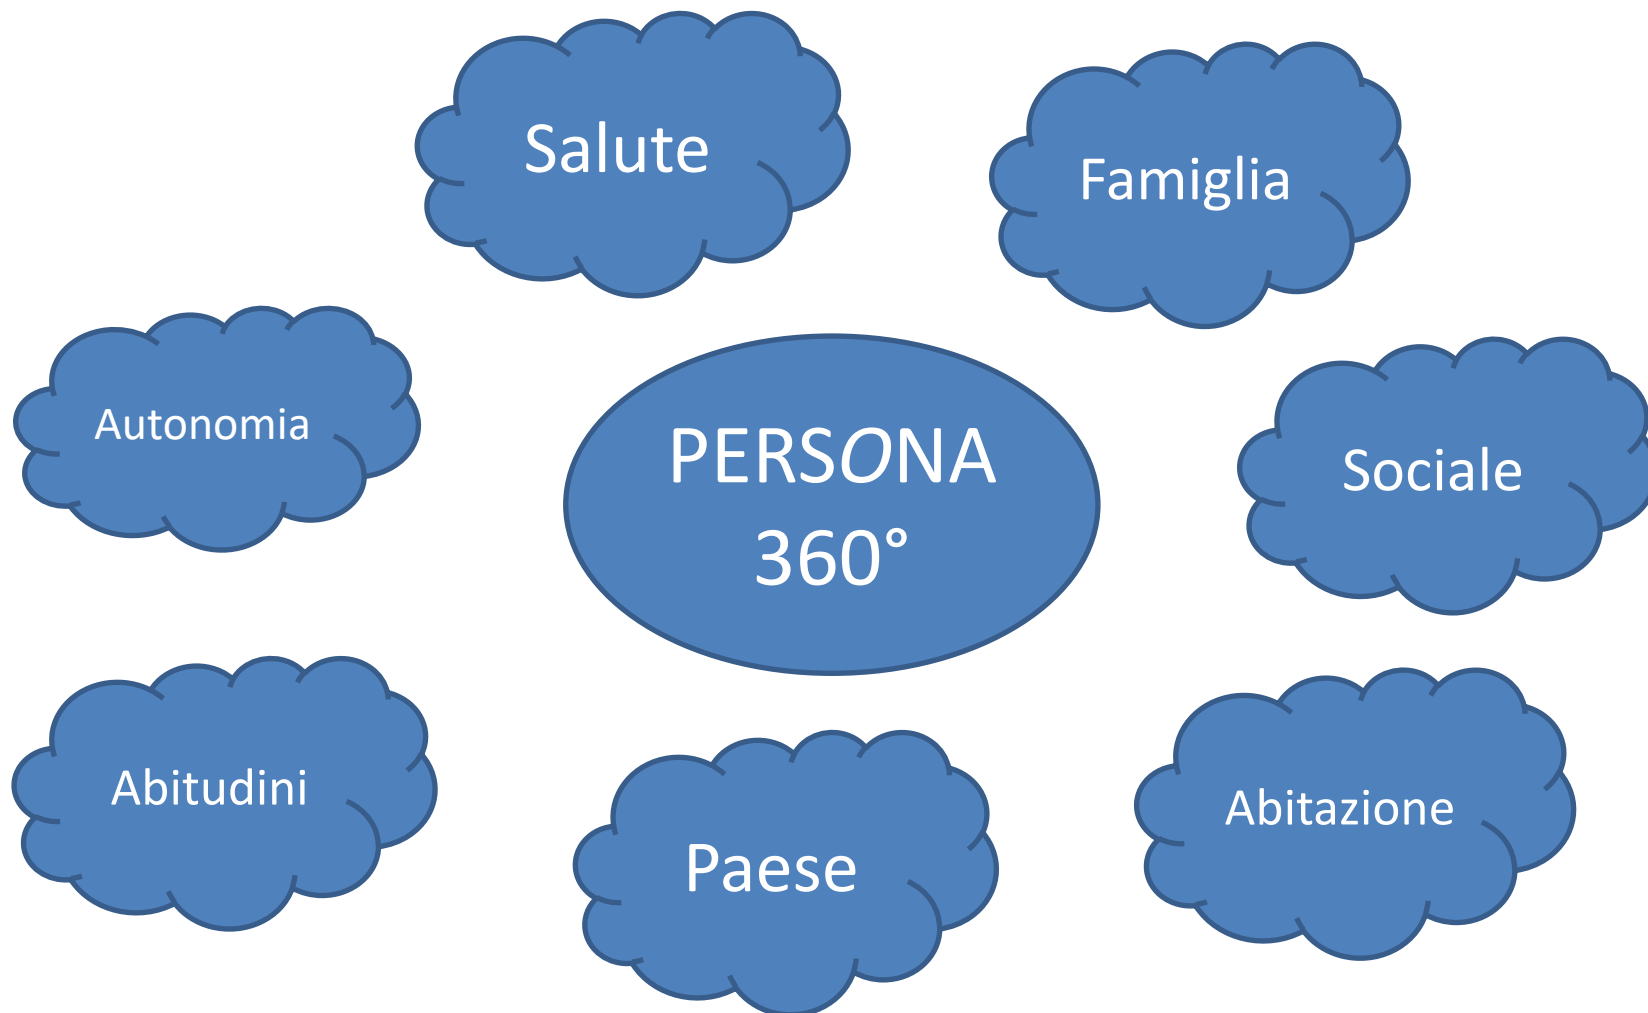 Salute
Famiglia
Autonomia
PERSONA
360°
Sociale
Abitudini
Paese
Abitazione